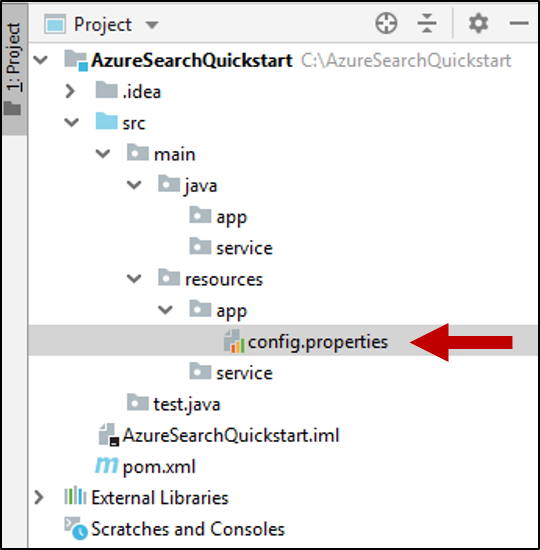 1: Project
Project
AzureSearchQuickstart C:\AzureSearchQuickstart
.idea
src
main
java
app
service
resources
app
config.properties
service
test.java
AzureSearchQuickstart.iml
m pom.xml
External Libraries
Scratches and Consoles